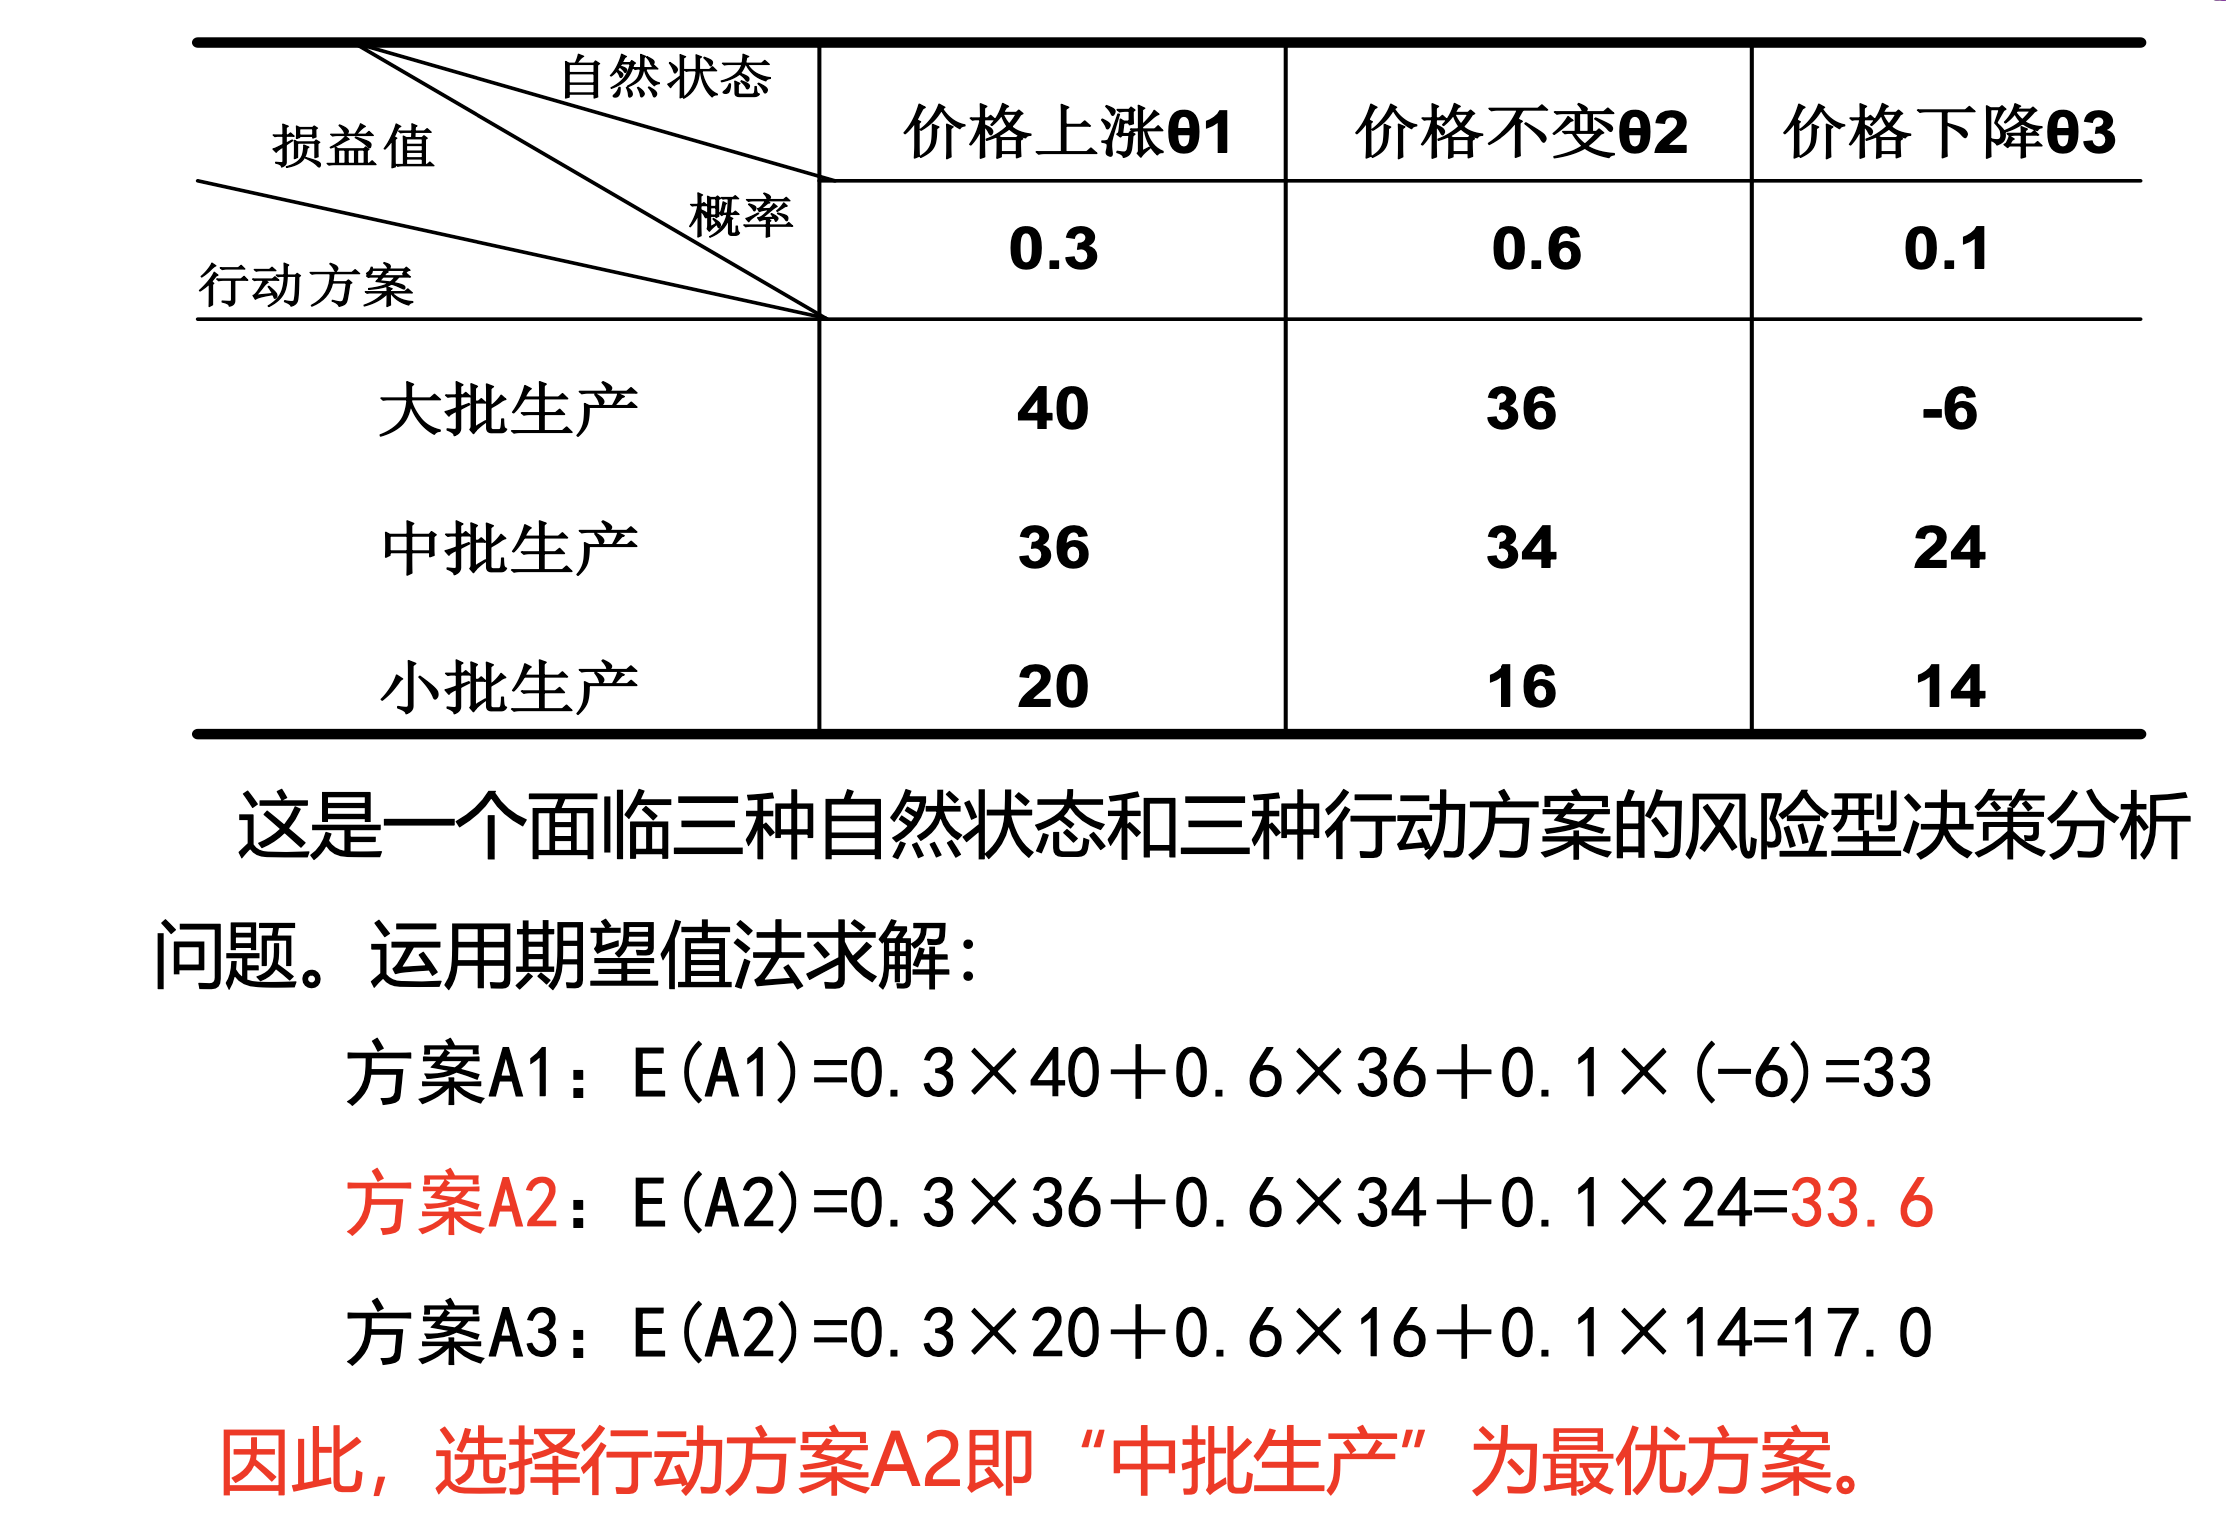 自然状态
损益值
概率
行动方案
价格上涨θ1 价格不变θ2 价格下降θ3
0.3 0.6 0.1
大批生产 40 36 -6
中批生产 36 34 24
小批生产 20 16 14
这是一个面临三种自然状态和三种行动方案的风险型决策分析
问题。运用期望值法求解：
方案A1：E(A1)=0.3×40＋0.6×36＋0.1×(-6)=33
方案A2：E(A2)=0.3×36＋0.6×34＋0.1×24=33.6
方案A3：E(A2)=0.3×20＋0.6×16＋0.1×14=17.0
因此，选择行动方案A2即“中批生产”为最优方案。